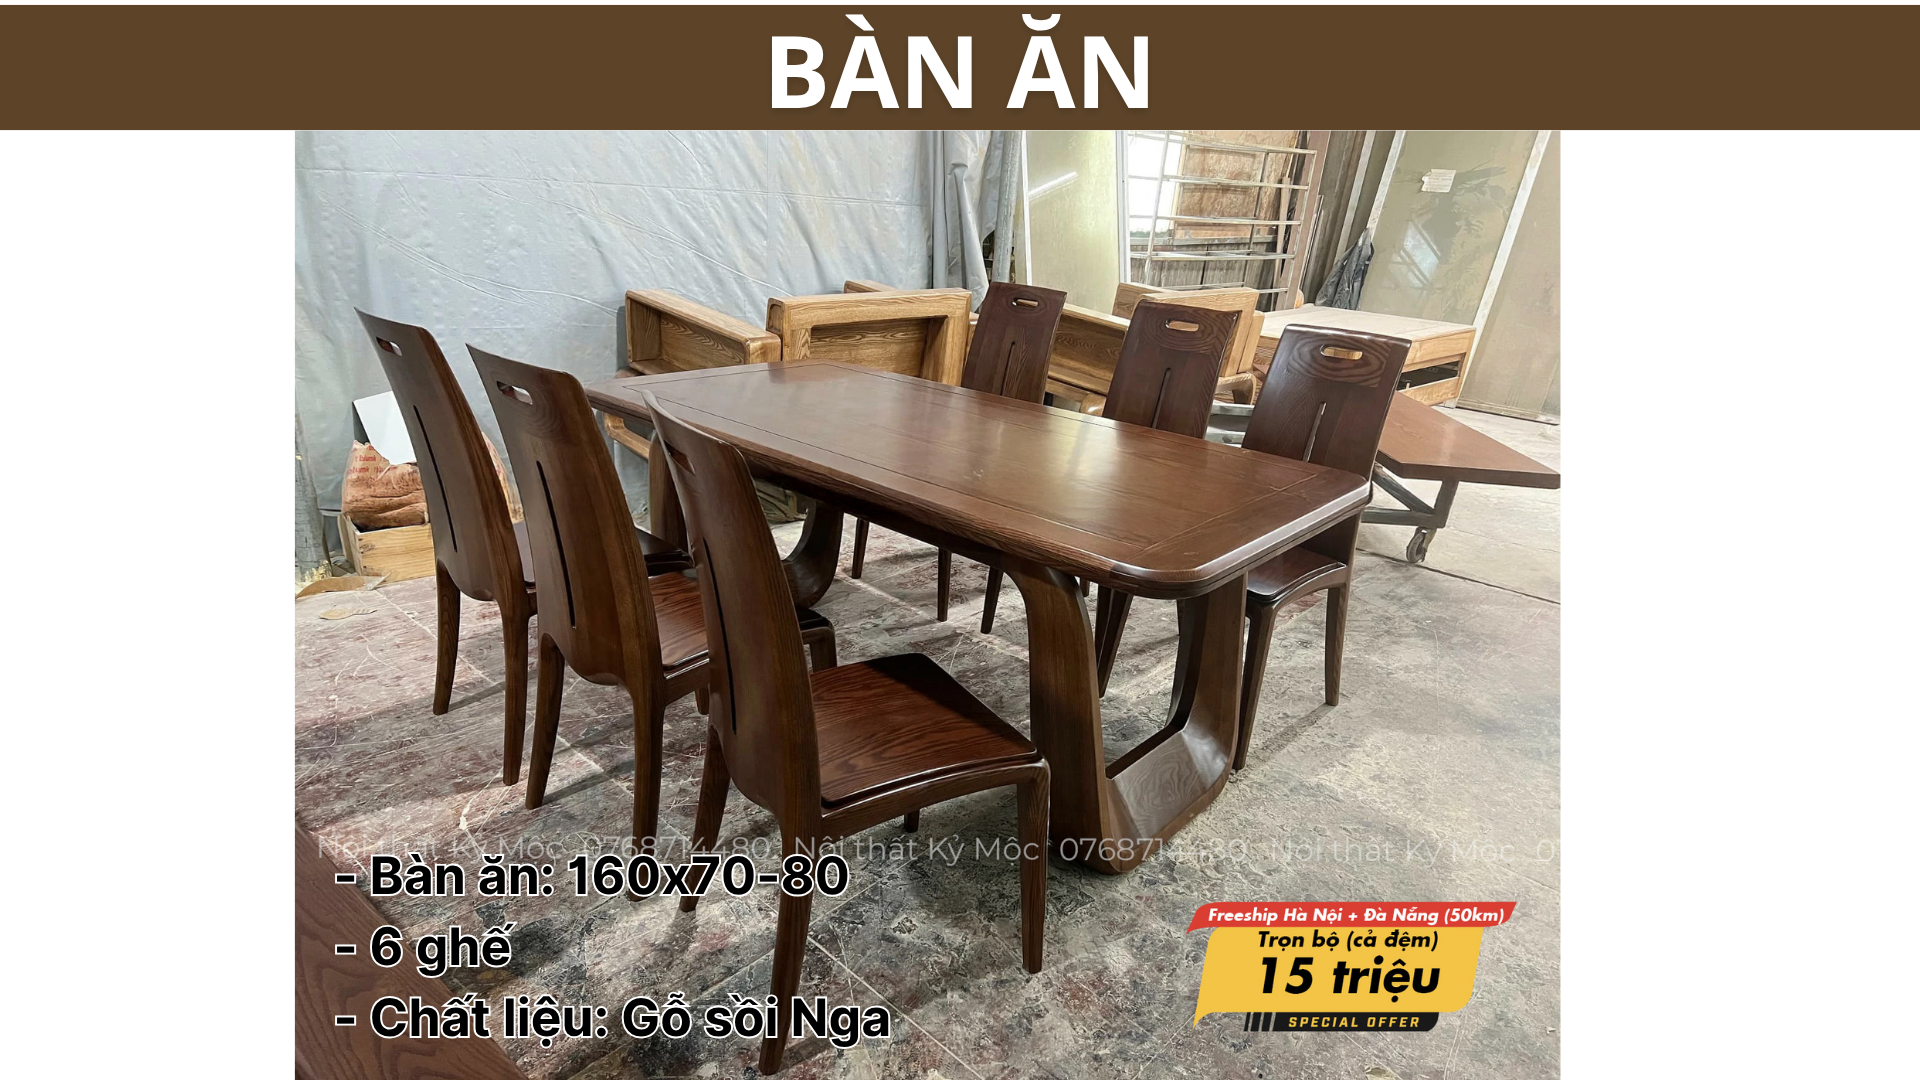 BÀN ĂN
Nội thất Kỷ Mộc 0768714480 Nội thất Kỷ Mộc 0768714480 Nội thất Kỷ Mộc
- Bàn ăn: 160x70-80
- 6 ghế
- Chất liệu: Gỗ sồi Nga
Freeship Hà Nội + Đà Nẵng (50km)
Trọn bộ (cả đệm)
15 triệu
SPECIAL OFFER